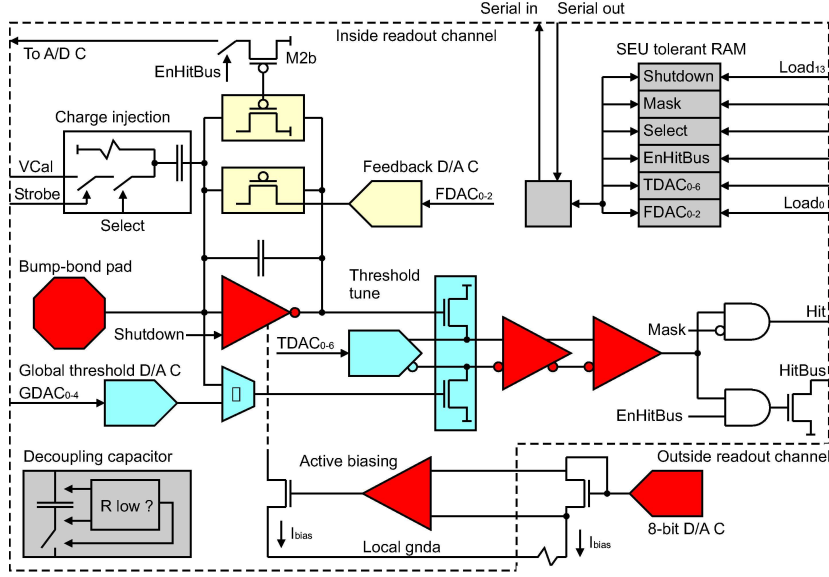 Serial in
Serial out
To A/D C
Inside readout channel
M2b
EnHitBus
SEU tolerant RAM
Shutdown
Load13
Mask
Select
EnHitBus
TDAC0-6
FDAC0-2
Load0
Charge injection
VCal
Strobe
Select
Feedback D/A C
FDAC0-2
Bump-bond pad
Shutdown
Threshold
tune
TDAC0-6
Mask
Hit
Global threshold D/A C
GDAC0-4
HitBus
EnHitBus
Decoupling capacitor
R low ?
Active biasing
Outside readout channel
8-bit D/A C
Ibias
Ibias
Local gnda